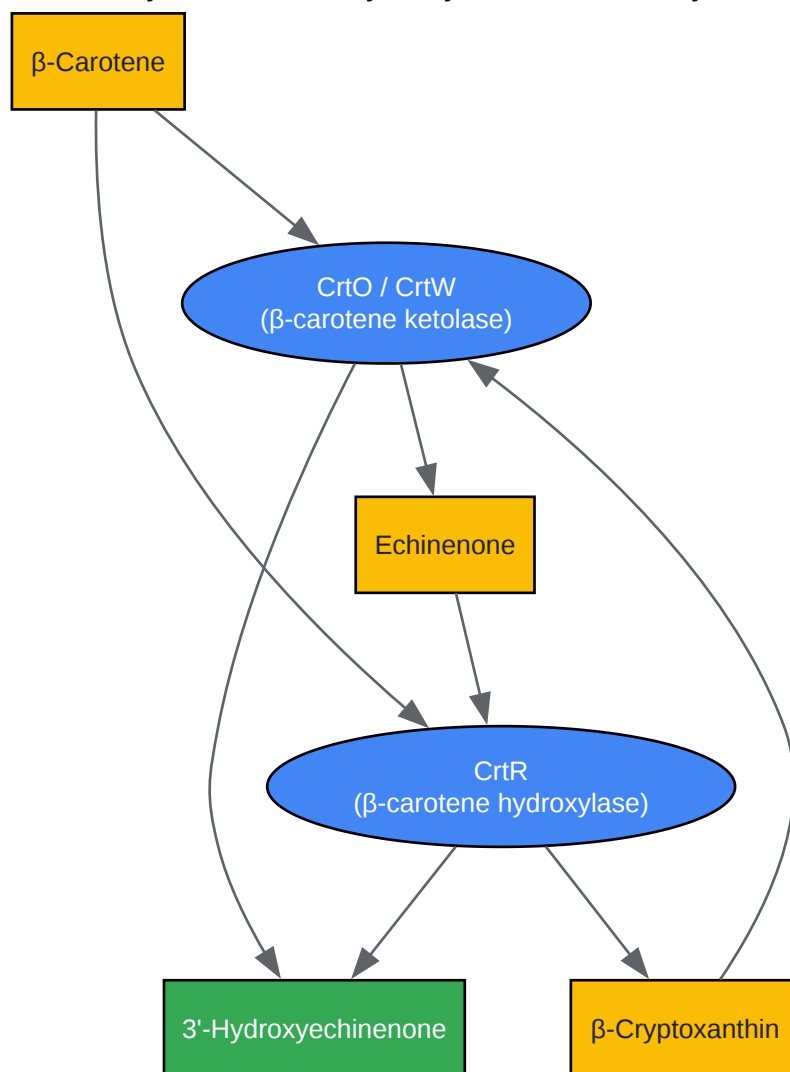 β-Carotene
CrtO / CrtW
(β-carotene ketolase)
Echinenone
CrtR
(β-carotene hydroxylase)
3'-Hydroxyechinenone
β-Cryptoxanthin